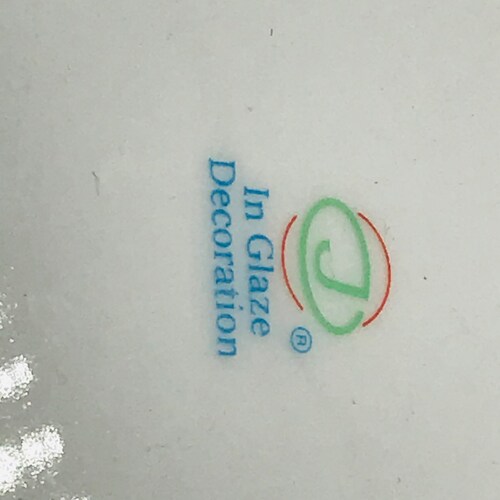 J ®
In Glaze
Decoration